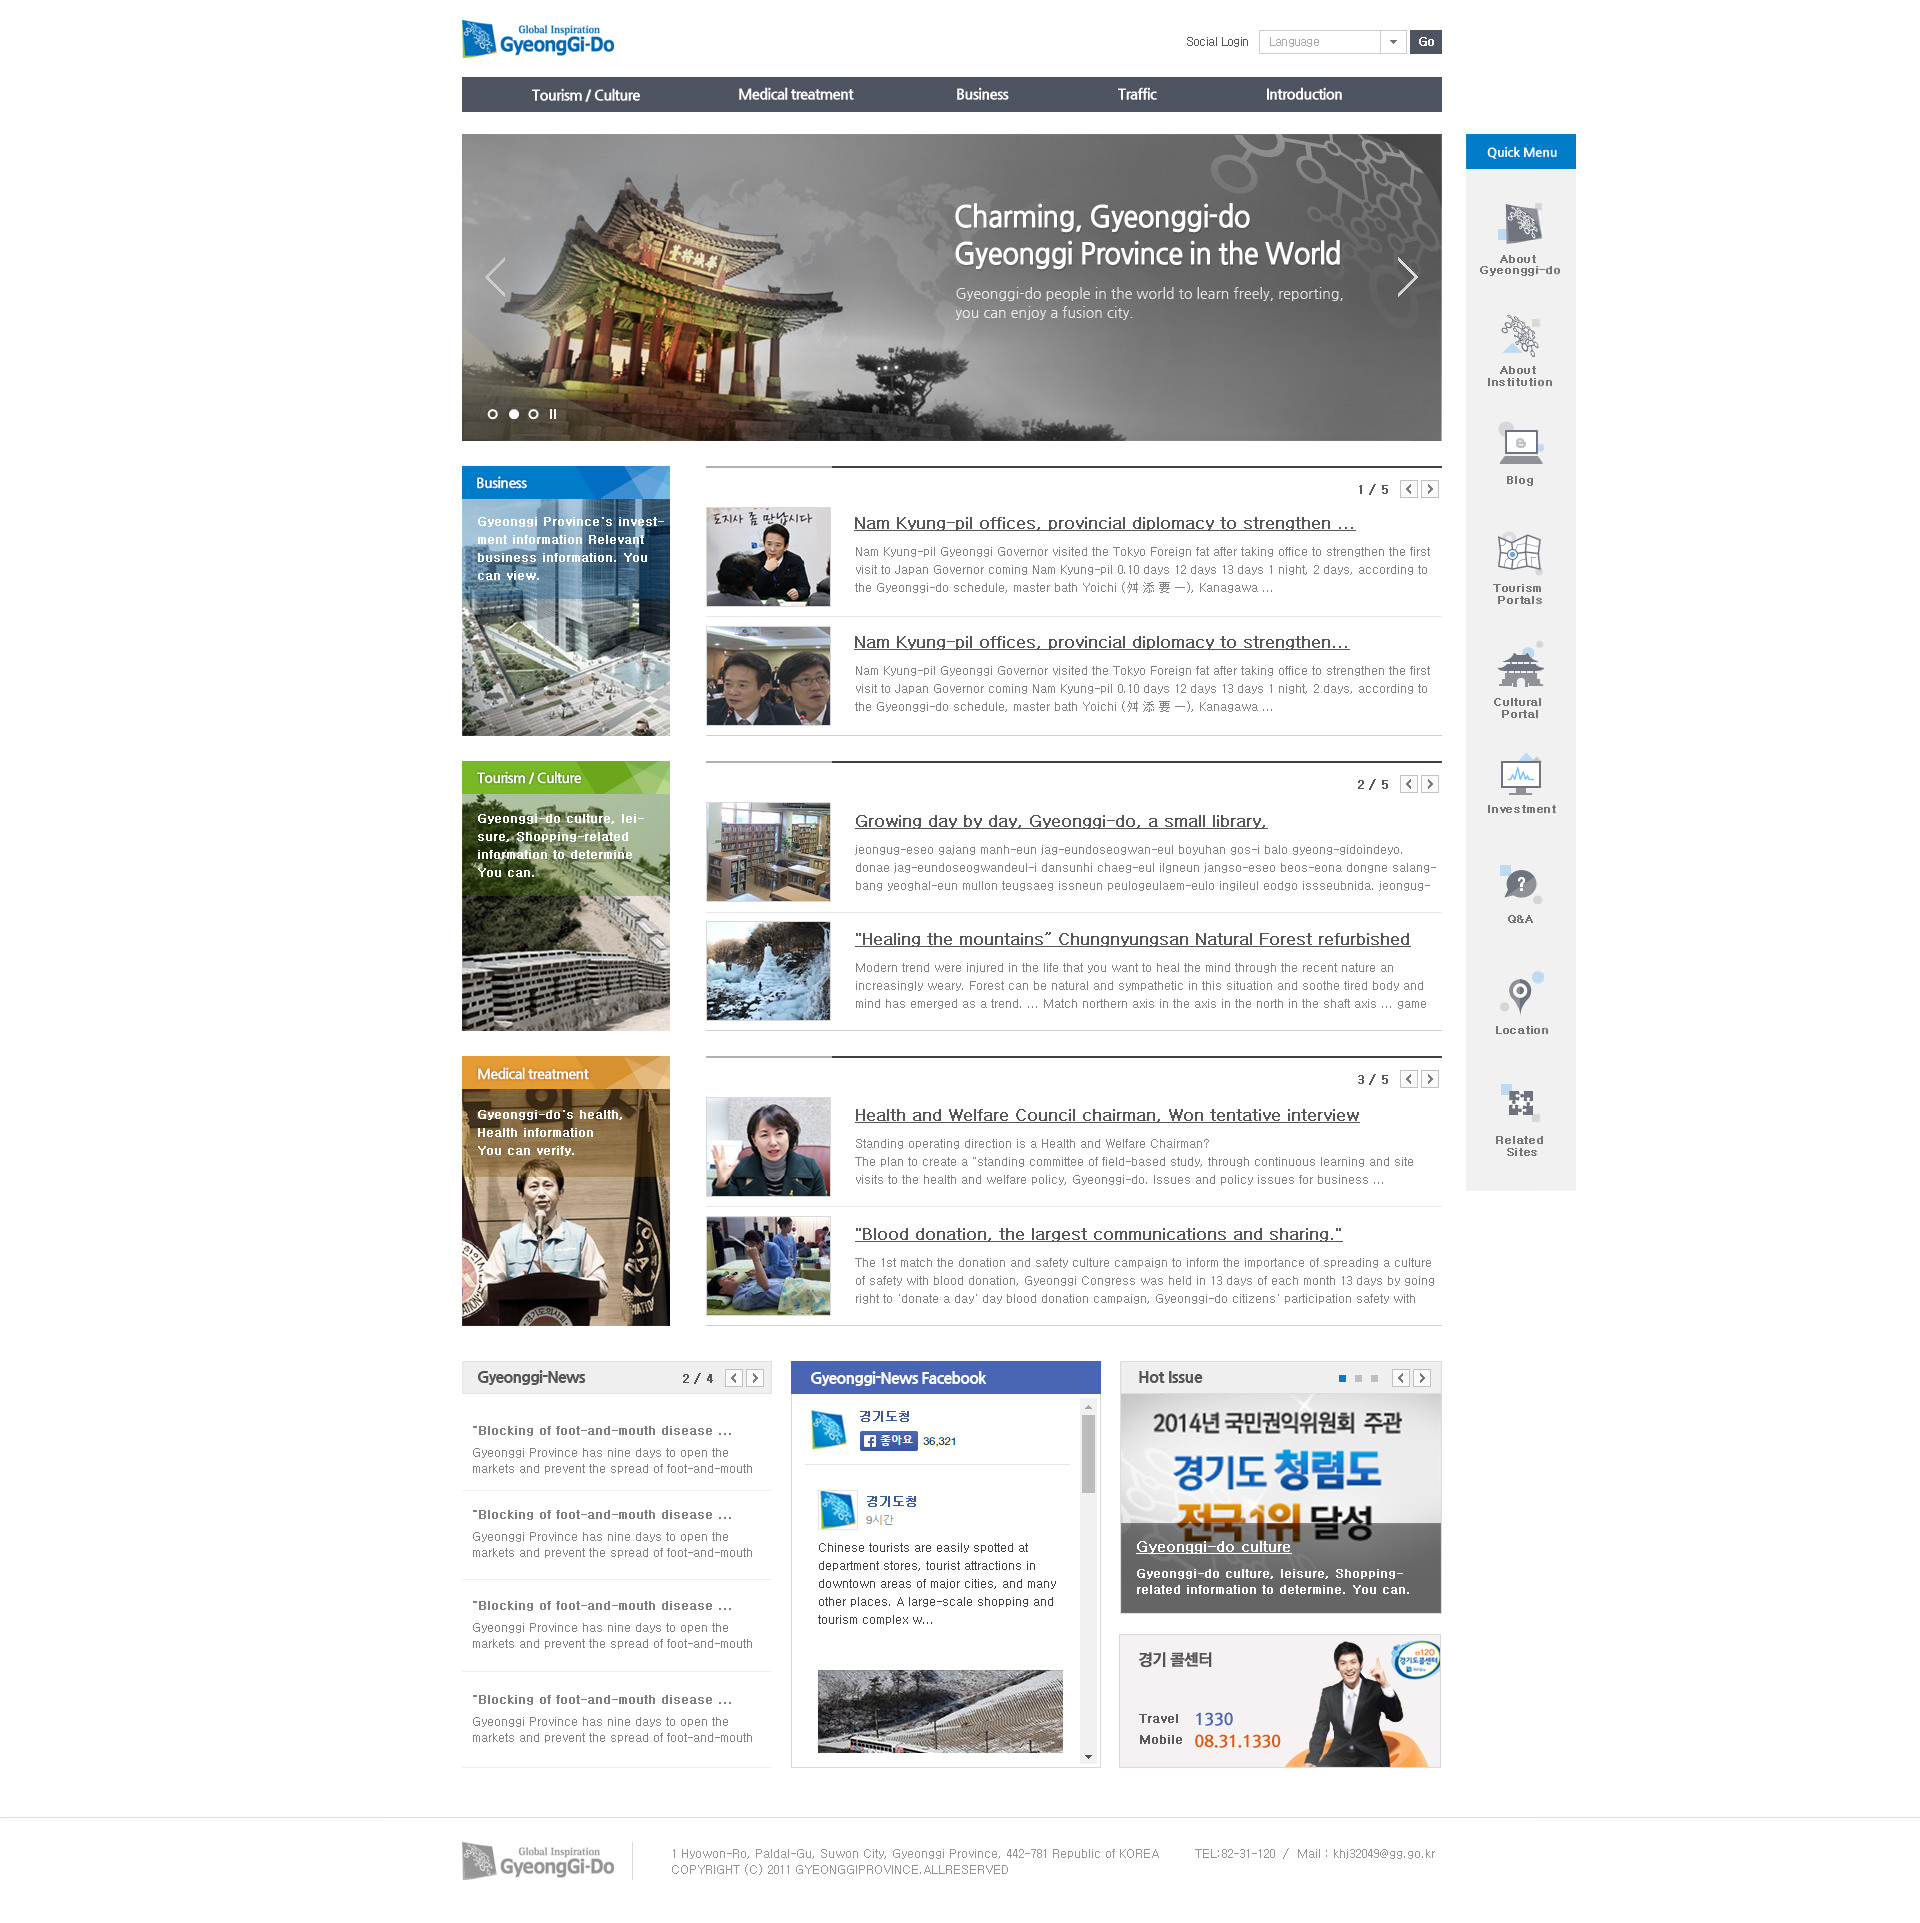 Global Inspiration
GyeongGi-Do
Social Login
Language
Go
Tourism / Culture
Medical treatment
Business
Traffic
Introduction
Charming, Gyeonggi-do
Gyeonggi Province in the World
Gyeonggi-do people in the world to learn freely, reporting,
you can enjoy a fusion city.
Quick Menu
About
Gyeonggi-do
About
Institution
Blog
Tourism
Portals
Cultural
Portal
Investment
Q&A
Location
Related
Sites
Business
Gyeonggi Province's invest-
ment information Relevant
business information. You
can view.
1 / 5
도지사 좀 만납시다
Nam Kyung-pil offices, provincial diplomacy to strengthen ...
Nam Kyung-pil Gyeonggi Governor visited the Tokyo Foreign fat after taking office to strengthen the first
visit to Japan Governor coming Nam Kyung-pil 0.10 days 12 days 13 days 1 night, 2 days, according to
the Gyeonggi-do schedule, master bath Yoichi (舛 添 要 一), Kanagawa ...
Nam Kyung-pil offices, provincial diplomacy to strengthen...
Nam Kyung-pil Gyeonggi Governor visited the Tokyo Foreign fat after taking office to strengthen the first
visit to Japan Governor coming Nam Kyung-pil 0.10 days 12 days 13 days 1 night, 2 days, according to
the Gyeonggi-do schedule, master bath Yoichi (舛 添 要 一), Kanagawa ...
Tourism / Culture
Gyeonggi-do culture, lei-
sure, Shopping-related
information to determine
You can.
2 / 5
Growing day by day, Gyeonggi-do, a small library,
jeongug-eseo gajang manh-eun jag-eundoseogwan-eul boyuhan gos-i balo gyeong-gidoindeyo.
donae jag-eundoseogwandeul-i dansunhi chaeg-eul ilgneun jangso-eseo beos-eona dongne salang-
bang yeoghal-eun mullon teugsaeg issneun peulogeulaem-eulo ingileul eodgo issseubnida. jeongug-
"Healing the mountains” Chungnyungsan Natural Forest refurbished
Modern trend were injured in the life that you want to heal the mind through the recent nature an
increasingly weary. Forest can be natural and sympathetic in this situation and soothe tired body and
mind has emerged as a trend. ... Match northern axis in the axis in the north in the shaft axis ... game
Medical treatment
Gyeonggi-do's health,
Health information
You can verify.
3 / 5
Health and Welfare Council chairman, Won tentative interview
Standing operating direction is a Health and Welfare Chairman?
The plan to create a "standing committee of field-based study, through continuous learning and site
visits to the health and welfare policy, Gyeonggi-do. Issues and policy issues for business ...
"Blood donation, the largest communications and sharing."
The 1st match the donation and safety culture campaign to inform the importance of spreading a culture
of safety with blood donation, Gyeonggi Congress was held in 13 days of each month 13 days by going
right to 'donate a day' day blood donation campaign, Gyeonggi-do citizens' participation safety with
Gyeonggi-News
2 / 4
"Blocking of foot-and-mouth disease ...
Gyeonggi Province has nine days to open the
markets and prevent the spread of foot-and-mouth
"Blocking of foot-and-mouth disease ...
Gyeonggi Province has nine days to open the
markets and prevent the spread of foot-and-mouth
"Blocking of foot-and-mouth disease ...
Gyeonggi Province has nine days to open the
markets and prevent the spread of foot-and-mouth
"Blocking of foot-and-mouth disease ...
Gyeonggi Province has nine days to open the
markets and prevent the spread of foot-and-mouth
Gyeonggi-News Facebook
경기도청
좋아요
36,321
경기도청
9시간
Chinese tourists are easily spotted at
department stores, tourist attractions in
downtown areas of major cities, and many
other places. A large-scale shopping and
tourism complex w...
Hot Issue
2014년 국민권익위원회 주관
경기도 청렴도
전국 1위 달성
Gyeonggi-do culture
Gyeonggi-do culture, leisure, Shopping-
related information to determine. You can.
경기 콜센터
120
경기도콜센터
Travel 1330
Mobile 08.31.1330
Global Inspiration
GyeongGi-Do
1 Hyowon-Ro, Paldal-Gu, Suwon City, Gyeonggi Province, 442-781 Republic of KOREA
TEL:82-31-120 / Mail : khj32049@gg.go.kr
COPYRIGHT (C) 2011 GYEONGGIPROVINCE.ALLRESERVED